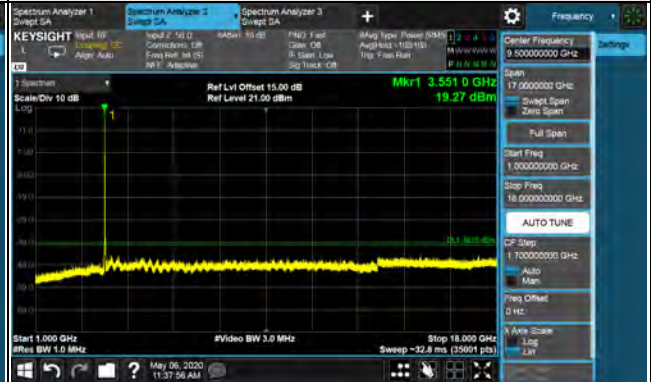 Spectrum Analyzer 1
Swept SA
Spectrum Analyzer 2
Swept SA
Spectrum Analyzer 3
Swept SA
+
Frequency
KEYSIGHT
Input: RF
Coupling: DC
Align: Auto
Input Z: 50 Ω
Corrections: Off
Freq Ref: Int (S)
NFE: Adaptive
PNO: Fast
Gate: Off
IF Gain: Low
Sig Track: Off
Trig: Free Run
Center Frequency
9.500000000 GHz
Settings
Span
17.0000000 GHz
Swept Span
Zero Span
Full Span
Start Freq
1.000000000 GHz
Stop Freq
18.000000000 GHz
AUTO TUNE
CF Step
1.700000000 GHz
Auto
Man
Freq Offset
0 Hz
X Axis Scale
Log
Lin
1 Spectrum
Scale/Div 10 dB
Log
Ref Lvl Offset 15.00 dB
Ref Level 21.00 dBm
Mkr1 3.551 0 GHz
19.27 dBm
1
Start 1.000 GHz
#Res BW 1.0 MHz
#Video BW 3.0 MHz
Stop 18.000 GHz
Sweep ~32.8 ms (35001 pts)
May 06, 2020
11:37:56 AM